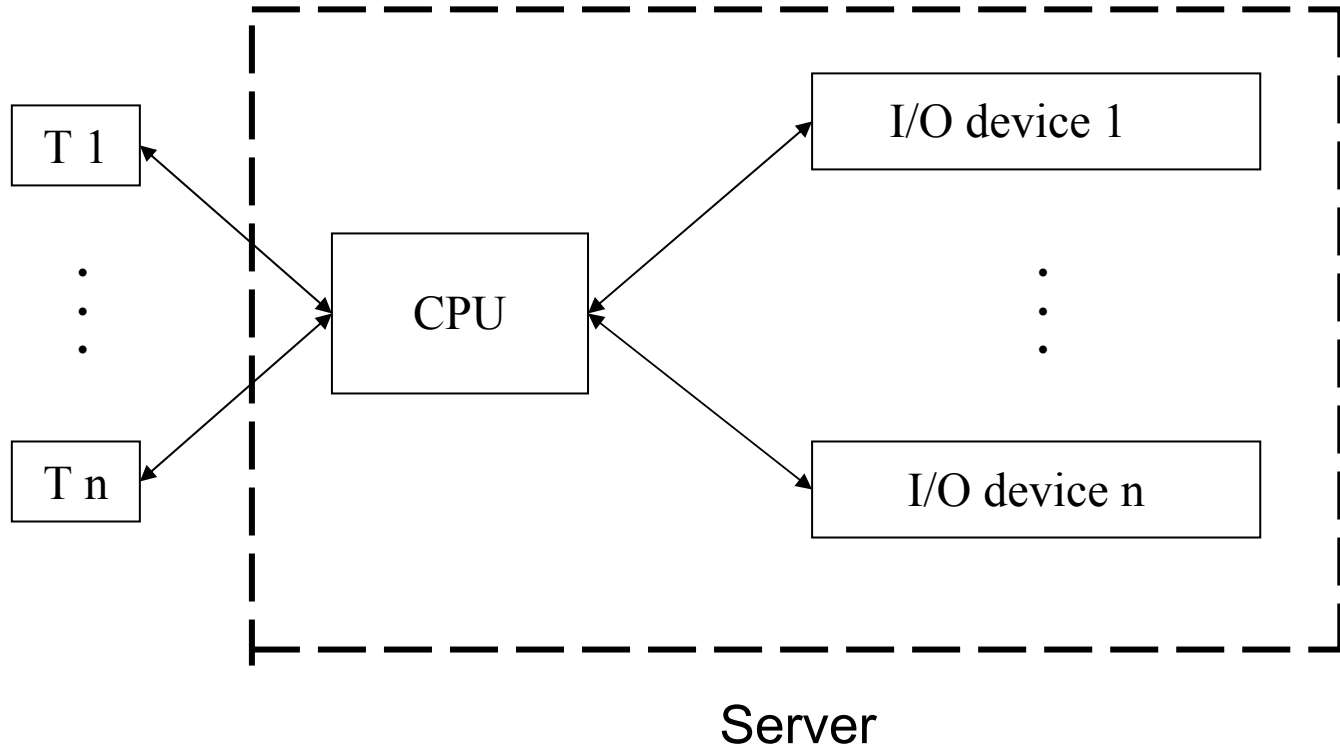 T 1
I/O device 1
CPU
T n
I/O device n
Server